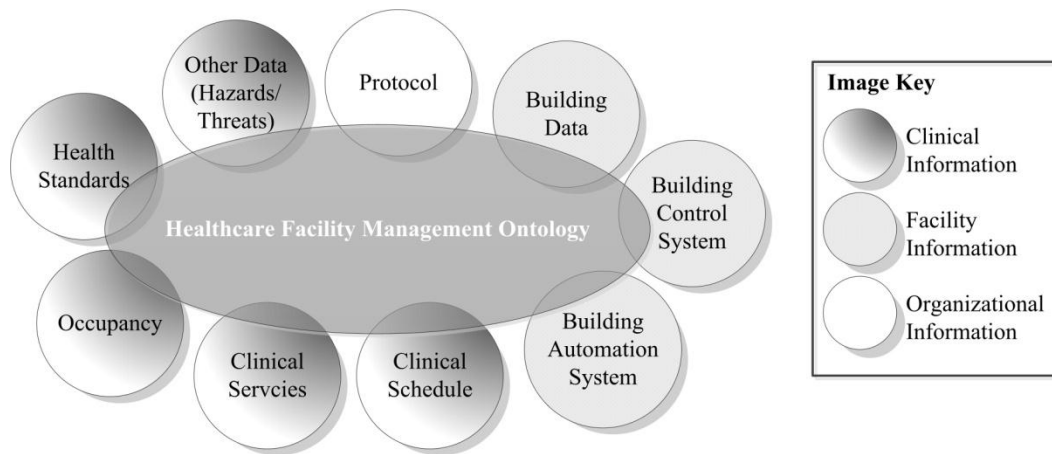 Other Data
(Hazards/
Threats)
Protocol
Building
Data
Health
Standards
Building
Control
System
Healthcare Facility Management Ontology
Occupancy
Clinical
Servcies
Clinical
Schedule
Building
Automation
System
Image Key
Clinical
Information
Facility
Information
Organizational
Information